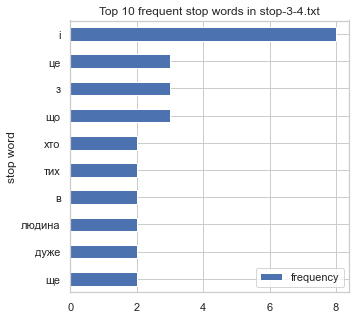 Top 10 frequent stop words in stop-3-4.txt
stop word
і
це
з
що
хто
тих
в
людина
дуже
ще
frequency
0 2 4 6 8